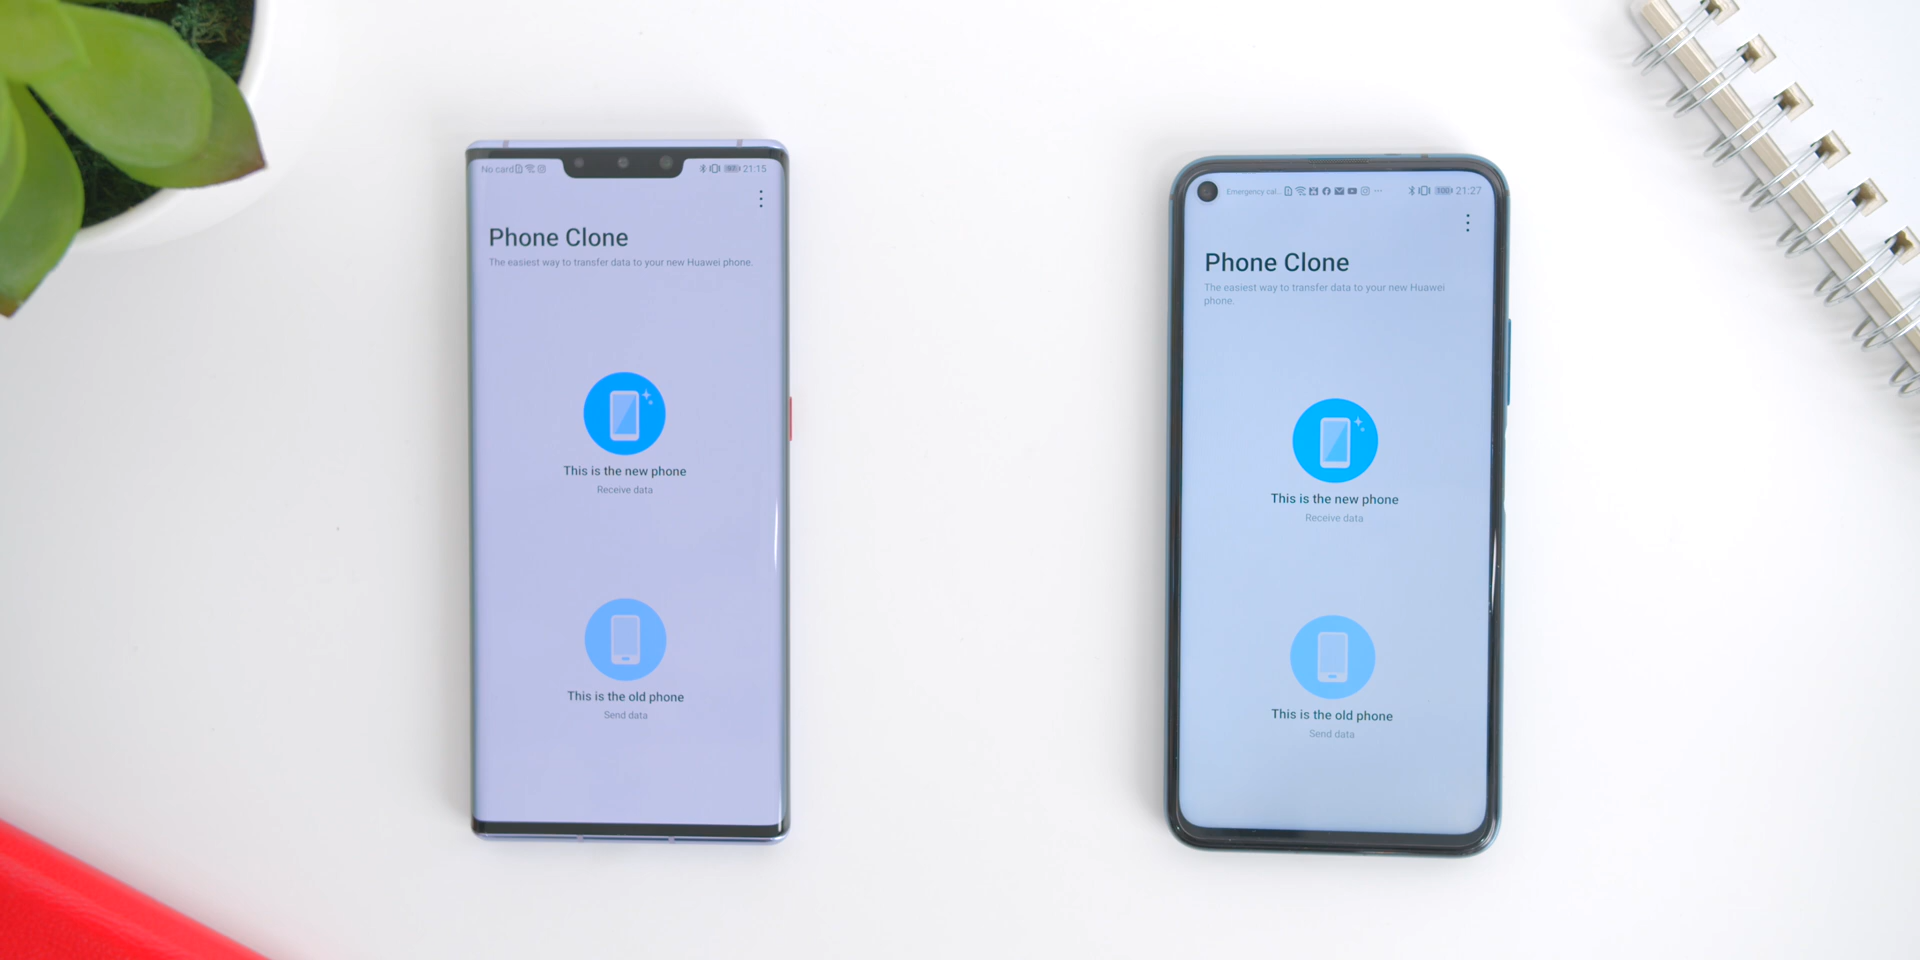 No card
21:15
Phone Clone
The easiest way to transfer data to your new Huawei phone.
This is the new phone
Receive data
This is the old phone
Send data
Emergency cal...
100
21:27
Phone Clone
The easiest way to transfer data to your new Huawei
phone.
This is the new phone
Receive data
This is the old phone
Send data